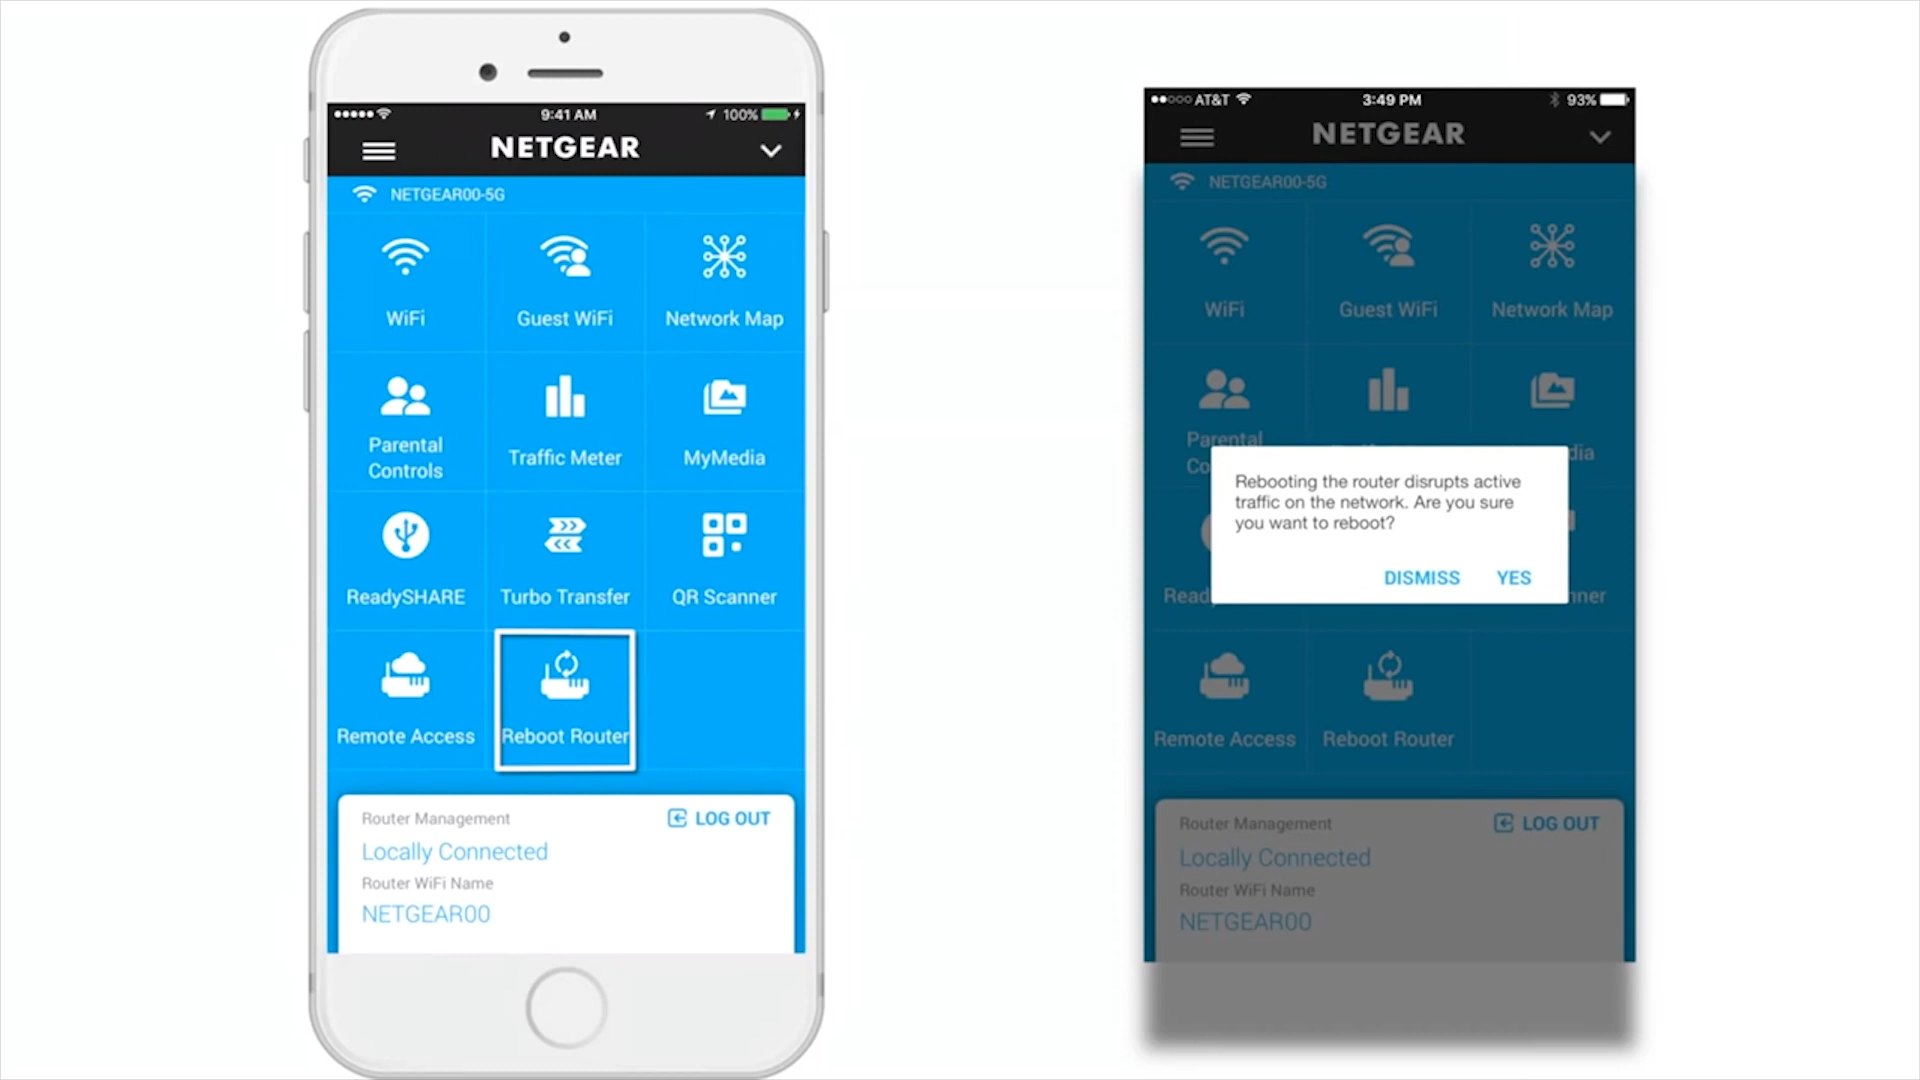 9:41 AM
100%
NETGEAR
NETGEAR00-5G
WiFi
Guest WiFi
Network Map
Parental
Controls
Traffic Meter
MyMedia
ReadySHARE
Turbo Transfer
QR Scanner
Remote Access
Reboot Router
Router Management
LOG OUT
Locally Connected
Router WiFi Name
NETGEAR00
AT&T
3:49 PM
93%
NETGEAR
NETGEAR00-5G
WiFi
Guest WiFi
Network Map
Parental
Co
dia
Rebooting the router disrupts active
traffic on the network. Are you sure
you want to reboot?
DISMISS YES
Read
nner
Remote Access
Reboot Router
Router Management
LOG OUT
Locally Connected
Router WiFi Name
NETGEAR00